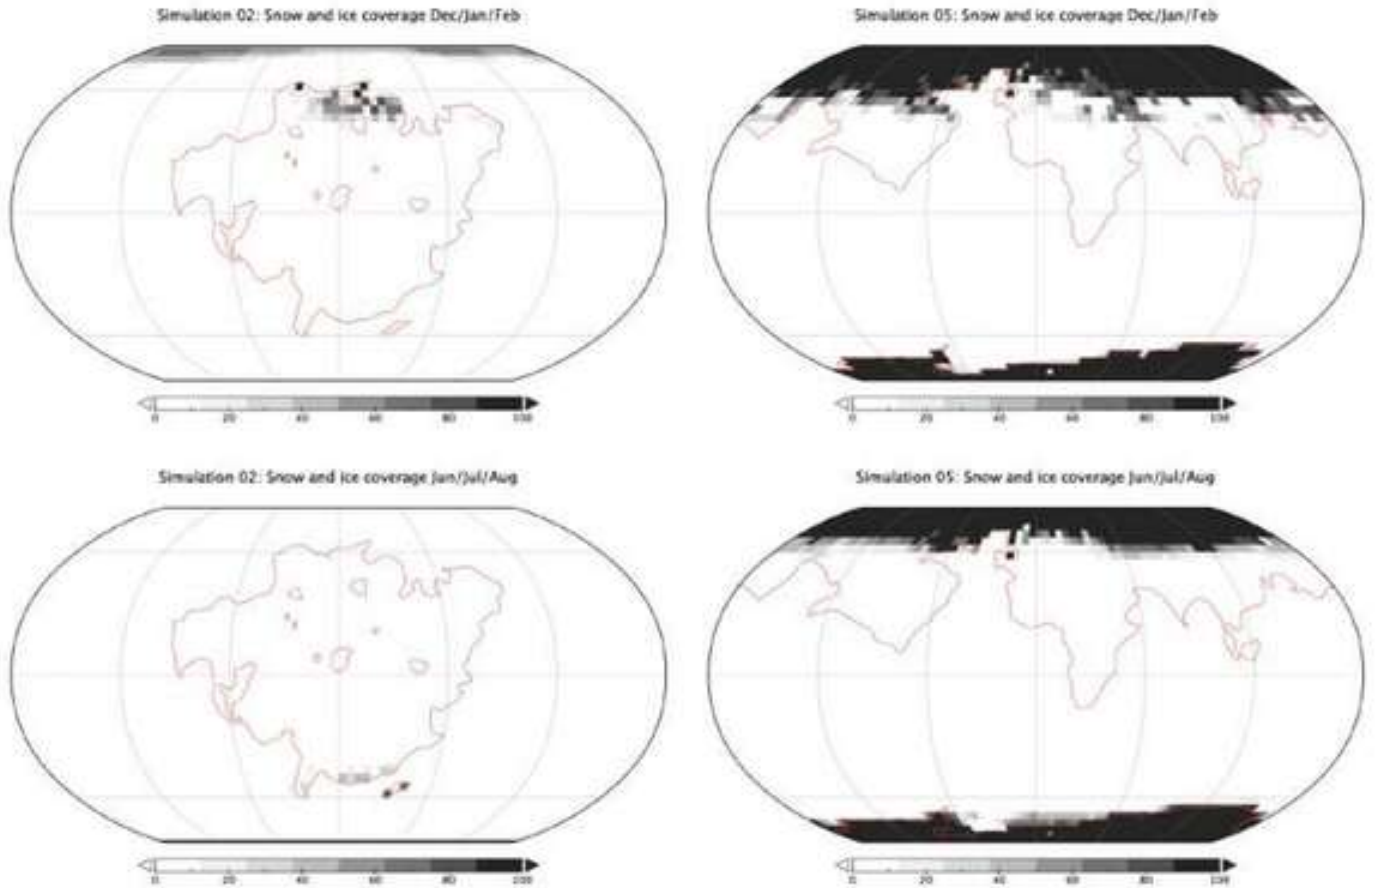 Simulation 02: Snow and ice coverage Dec/Jan/Feb
Simulation 05: Snow and ice coverage Dec/Jan/Feb
0 20 40 60 80 100
0 20 40 60 80 100
Simulation 02: Snow and ice coverage Jun/Jul/Aug
Simulation 05: Snow and ice coverage Jun/Jul/Aug
0 20 40 60 80 100
0 20 40 60 80 100